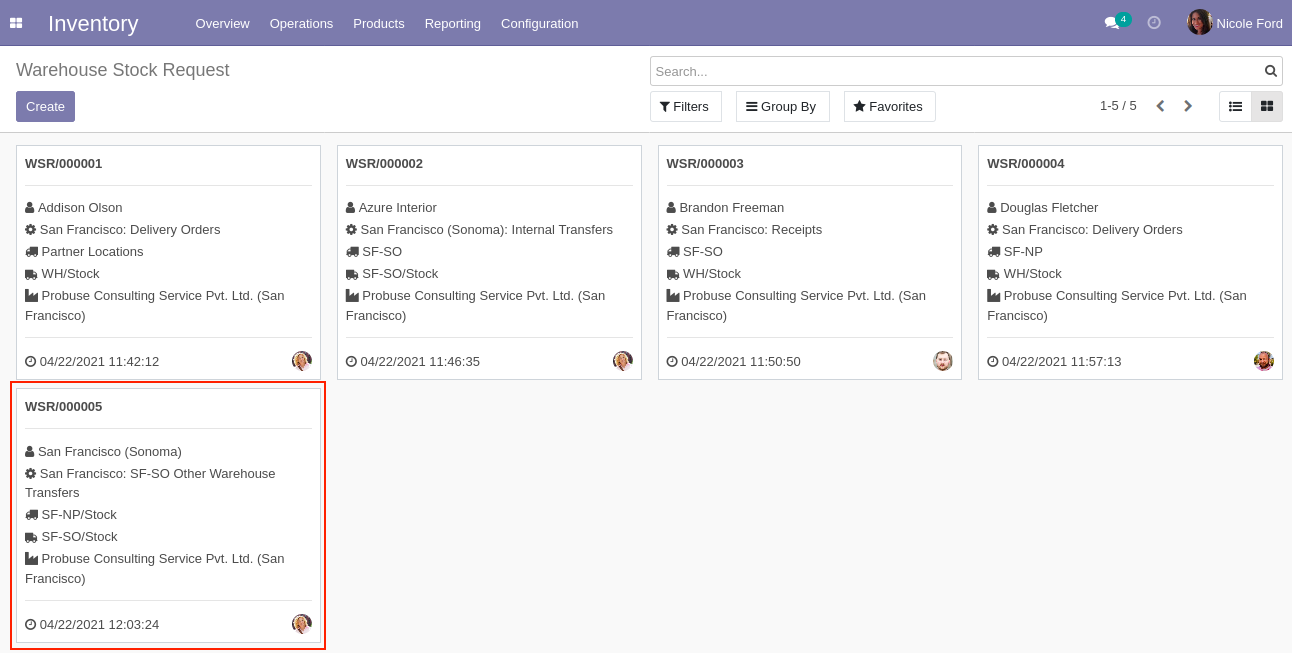 Inventory
Overview
Operations
Products
Reporting
Configuration
4
Nicole Ford
Warehouse Stock Request
Search...
Create
Filters
Group By
Favorites
1-5 / 5
WSR/000001
Addison Olson
San Francisco: Delivery Orders
Partner Locations
WH/Stock
Probuse Consulting Service Pvt. Ltd. (San
Francisco)
04/22/2021 11:42:12
WSR/000002
Azure Interior
San Francisco (Sonoma): Internal Transfers
SF-SO
SF-SO/Stock
Probuse Consulting Service Pvt. Ltd. (San
Francisco)
04/22/2021 11:46:35
WSR/000003
Brandon Freeman
San Francisco: Receipts
SF-SO
WH/Stock
Probuse Consulting Service Pvt. Ltd. (San
Francisco)
04/22/2021 11:50:50
WSR/000004
Douglas Fletcher
San Francisco: Delivery Orders
SF-NP
WH/Stock
Probuse Consulting Service Pvt. Ltd. (San
Francisco)
04/22/2021 11:57:13
WSR/000005
San Francisco (Sonoma)
San Francisco: SF-SO Other Warehouse
Transfers
SF-NP/Stock
SF-SO/Stock
Probuse Consulting Service Pvt. Ltd. (San
Francisco)
04/22/2021 12:03:24